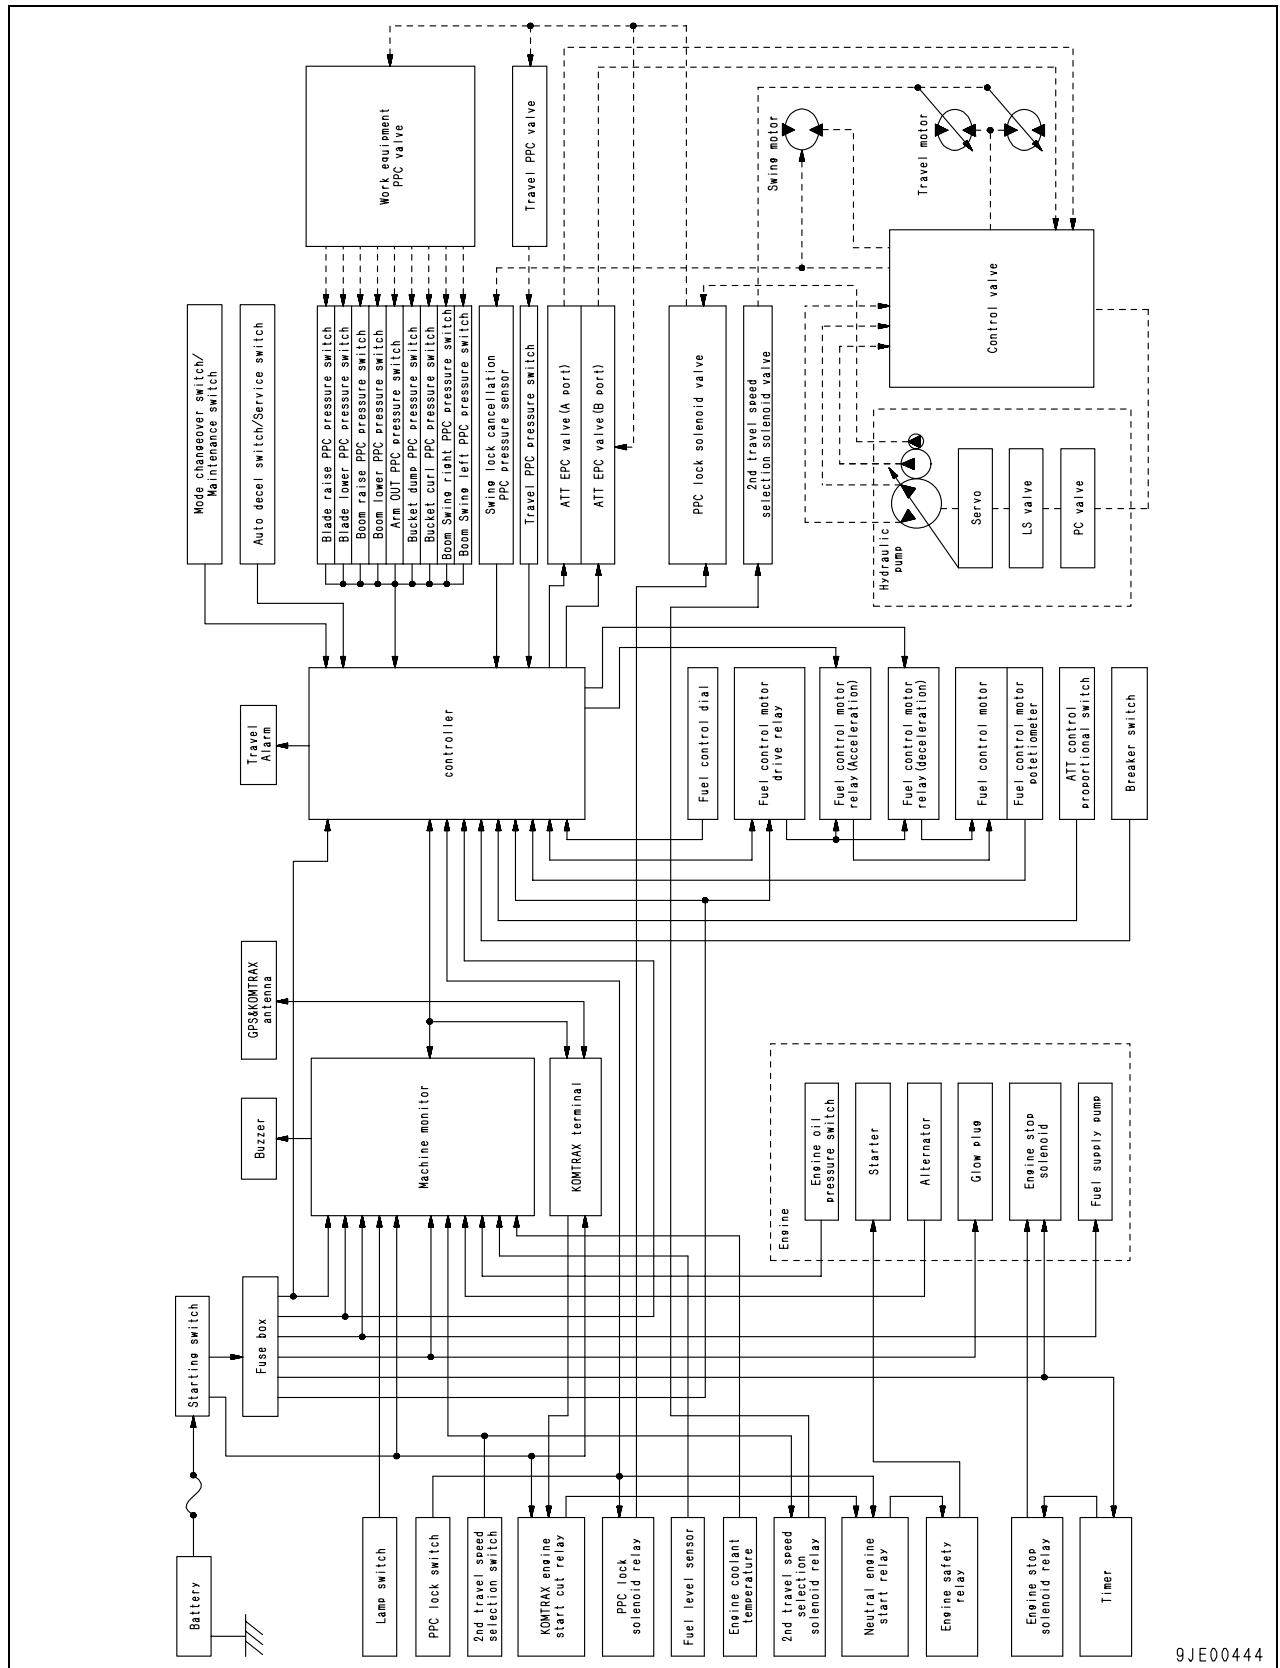 Work equipment
PPC valve
Travel PPC valve
Swing motor
Travel motor
Control valve
Mode changeover switch/
Maintenance switch
Auto decel switch/Service switch
Blade raise PPC pressure switch
Blade lower PPC pressure switch
Boom raise PPC pressure switch
Boom lower PPC pressure switch
Arm OUT PPC pressure switch
Bucket dump PPC pressure switch
Bucket curl PPC pressure switch
Boom Swing right PPC pressure switch
Boom Swing left PPC pressure switch
Swing lock cancellation
PPC pressure sensor
Travel PPC pressure switch
ATT EPC valve(A port)
ATT EPC valve(B port)
PPC lock solenoid valve
2nd travel speed
selection solenoid valve
Hydraulic
pump
Servo
LS valve
PC valve
Travel
Alarm
controller
Fuel control dial
Fuel control motor
drive relay
Fuel control motor
relay(Acceleration)
Fuel control motor
relay(deceleration)
Fuel control motor
Fuel control motor
potetiometer
ATT control
proportional switch
Breaker switch
GPS&KOMTRAX
antenna
Buzzer
Machine monitor
KOMTRAX terminal
Engine
Engine oil
pressure switch
Starter
Alternator
Glow plug
Engine stop
solenoid
Fuel supply pump
Starting switch
Fuse box
Battery
Lamp switch
PPC lock switch
2nd travel speed
selection switch
KOMTRAX engine
start cut relay
PPC lock
solenoid relay
Fuel level sensor
Engine coolant
temperature
2nd travel speed
selection
solenoid relay
Neutral engine
start relay
Engine safety
relay
Engine stop
solenoid relay
Timer
9JE00444